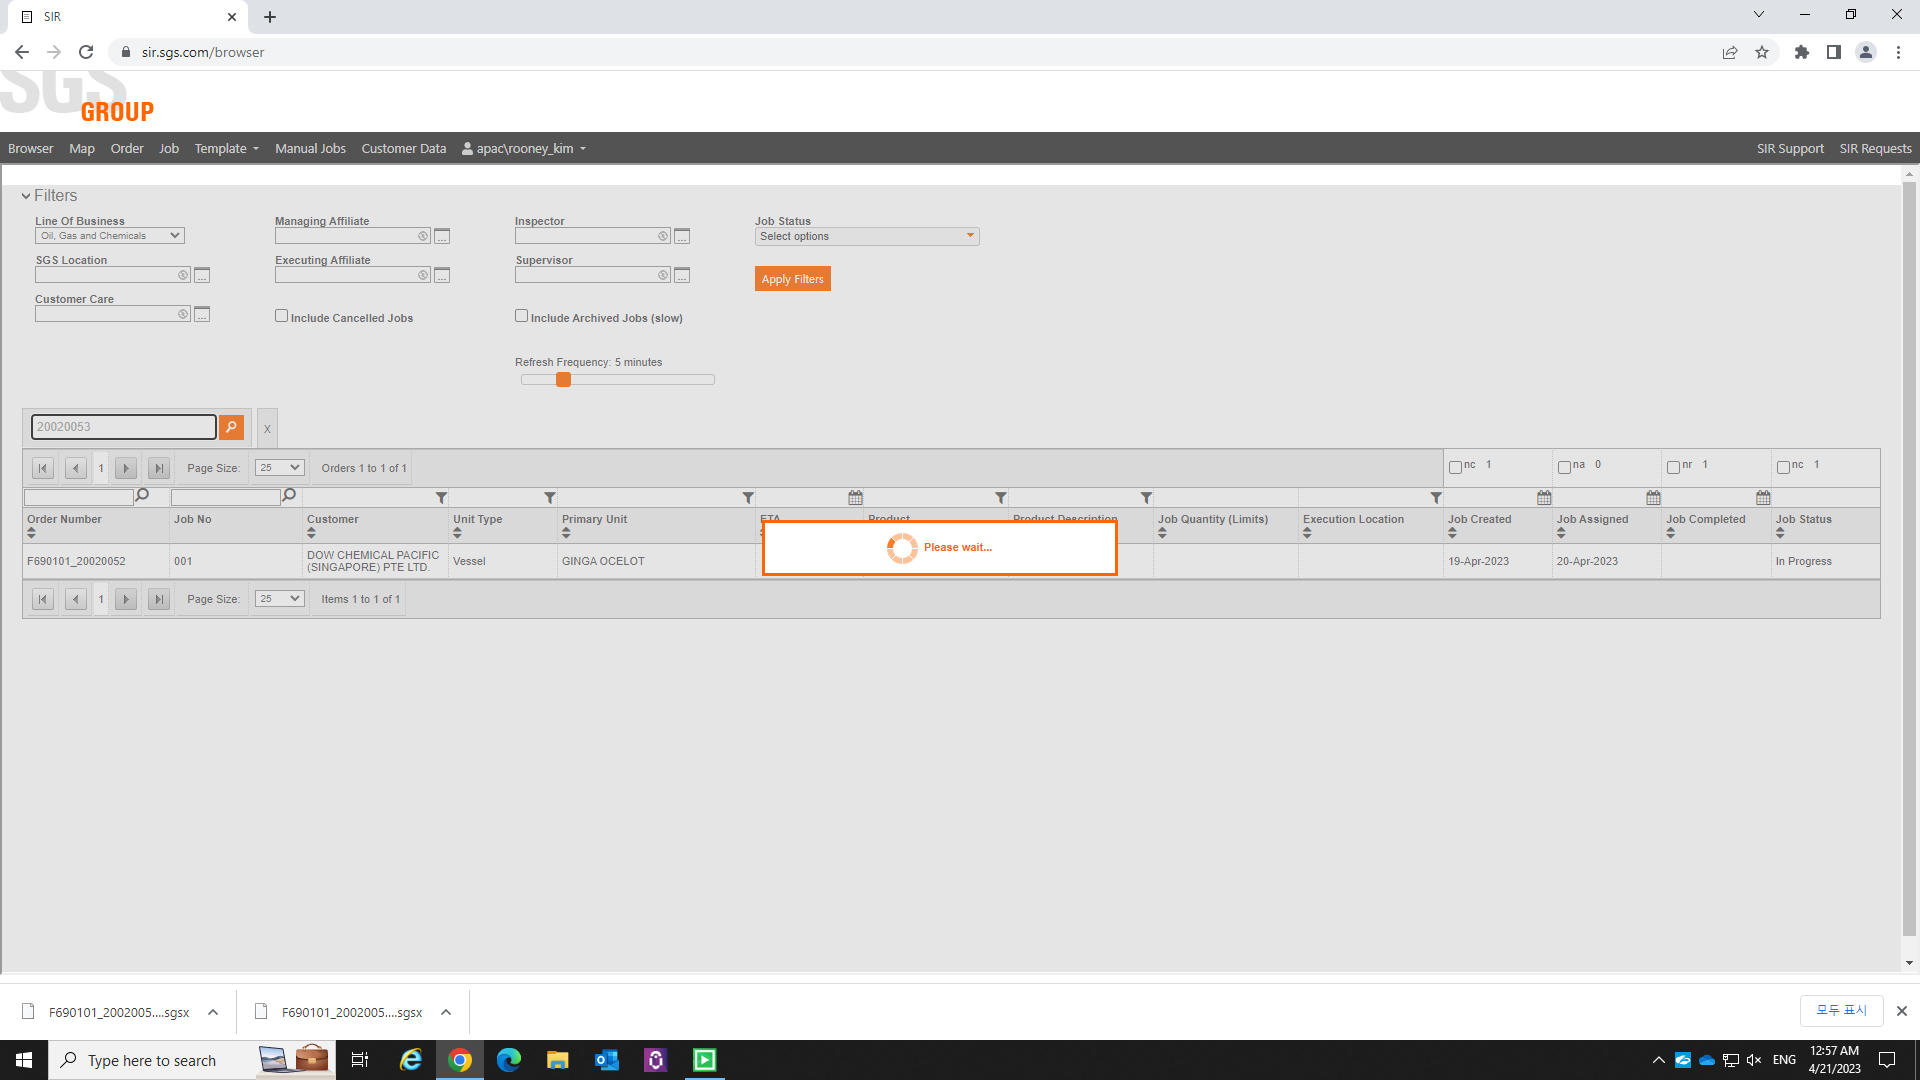 SIR
sir.sgs.com/browser
SGS
GROUP
Browser Map Order Job Template Manual Jobs Customer Data apac\rooney_kim SIR Support SIR Requests
Filters
Line Of Business Managing Affiliate Inspector Job Status
Oil, Gas and Chemicals ... ... Select options
SGS Location Executing Affiliate Supervisor
... ... ... Apply Filters
Customer Care
... Include Cancelled Jobs Include Archived Jobs (slow)
Refresh Frequency: 5 minutes
20020053 X
1 Page Size: 25 Orders 1 to 1 of 1 nc 1 na 0 nr 1 nc 1
Order Number Job No Customer Unit Type Primary Unit ETA Product Product Description Job Quantity (Limits) Execution Location Job Created Job Assigned Job Completed Job Status
Please wait...
F690101_20020052 001 DOW CHEMICAL PACIFIC (SINGAPORE) PTE LTD. Vessel GINGA OCELOT 19-Apr-2023 20-Apr-2023 In Progress
1 Page Size: 25 Items 1 to 1 of 1
F690101_2002005....sgsx F690101_2002005....sgsx 모두 표시
Type here to search ENG 12:57 AM
4/21/2023